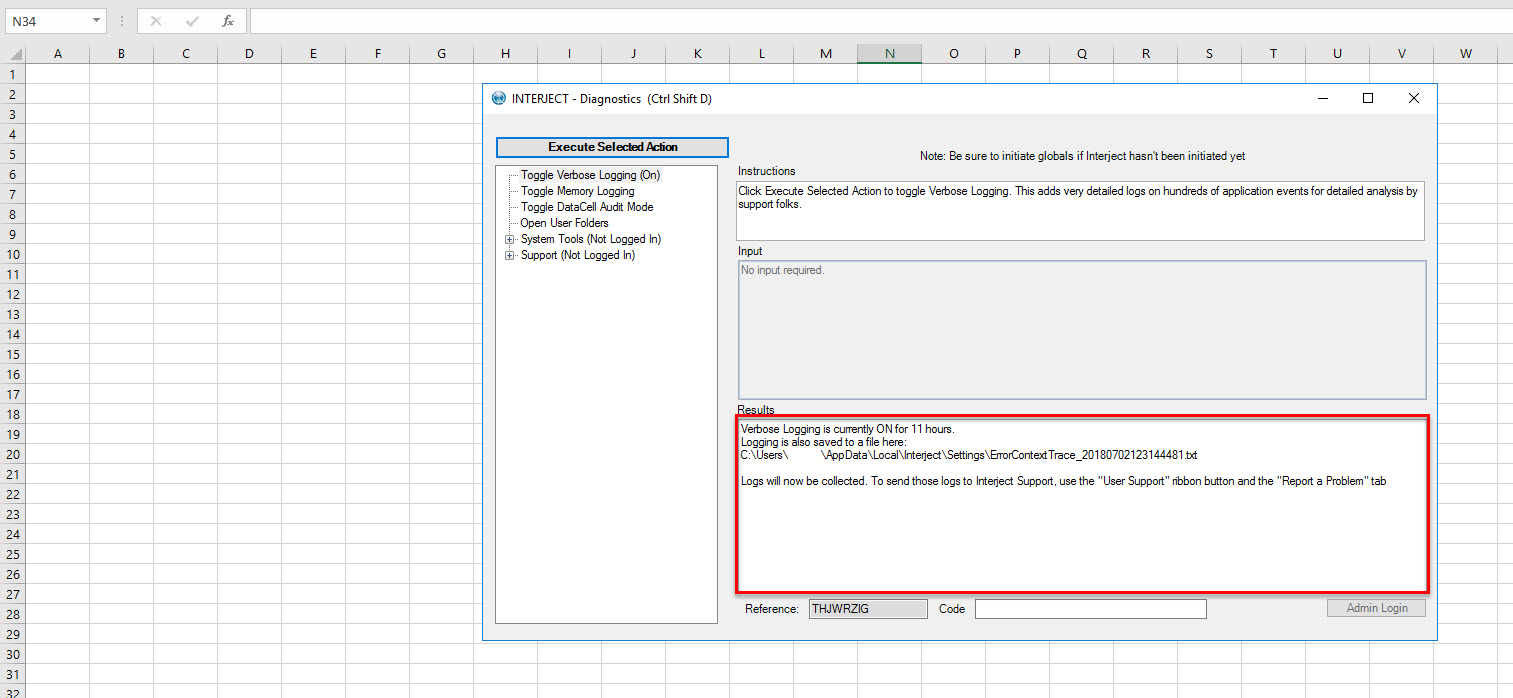 N34
fx
A B C D E F G H I J K L M N O P Q R S T U V W
1
2
3
4
5
6
7
8
9
10
11
12
13
14
15
16
17
18
19
20
21
22
23
24
25
26
27
28
29
30
31
32
INTERJECT - Diagnostics (Ctrl Shift D)
Execute Selected Action
Toggle Verbose Logging (On)
Toggle Memory Logging
Toggle DataCell Audit Mode
Open User Folders
System Tools (Not Logged In)
Support (Not Logged In)
Note: Be sure to initiate globals if Interject hasn't been initiated yet
Instructions
Click Execute Selected Action to toggle Verbose Logging. This adds very detailed logs on hundreds of application events for detailed analysis by
support folks.
Input
No input required.
Results
Verbose Logging is currently ON for 11 hours.
Logging is also saved to a file here:
C:\Users\ \AppData\Local\Interject\Settings\ErrorContextTrace_20180702123144481.txt
Logs will now be collected. To send those logs to Interject Support, use the "User Support" ribbon button and the "Report a Problem" tab
Reference: THJWRZIG Code Admin Login